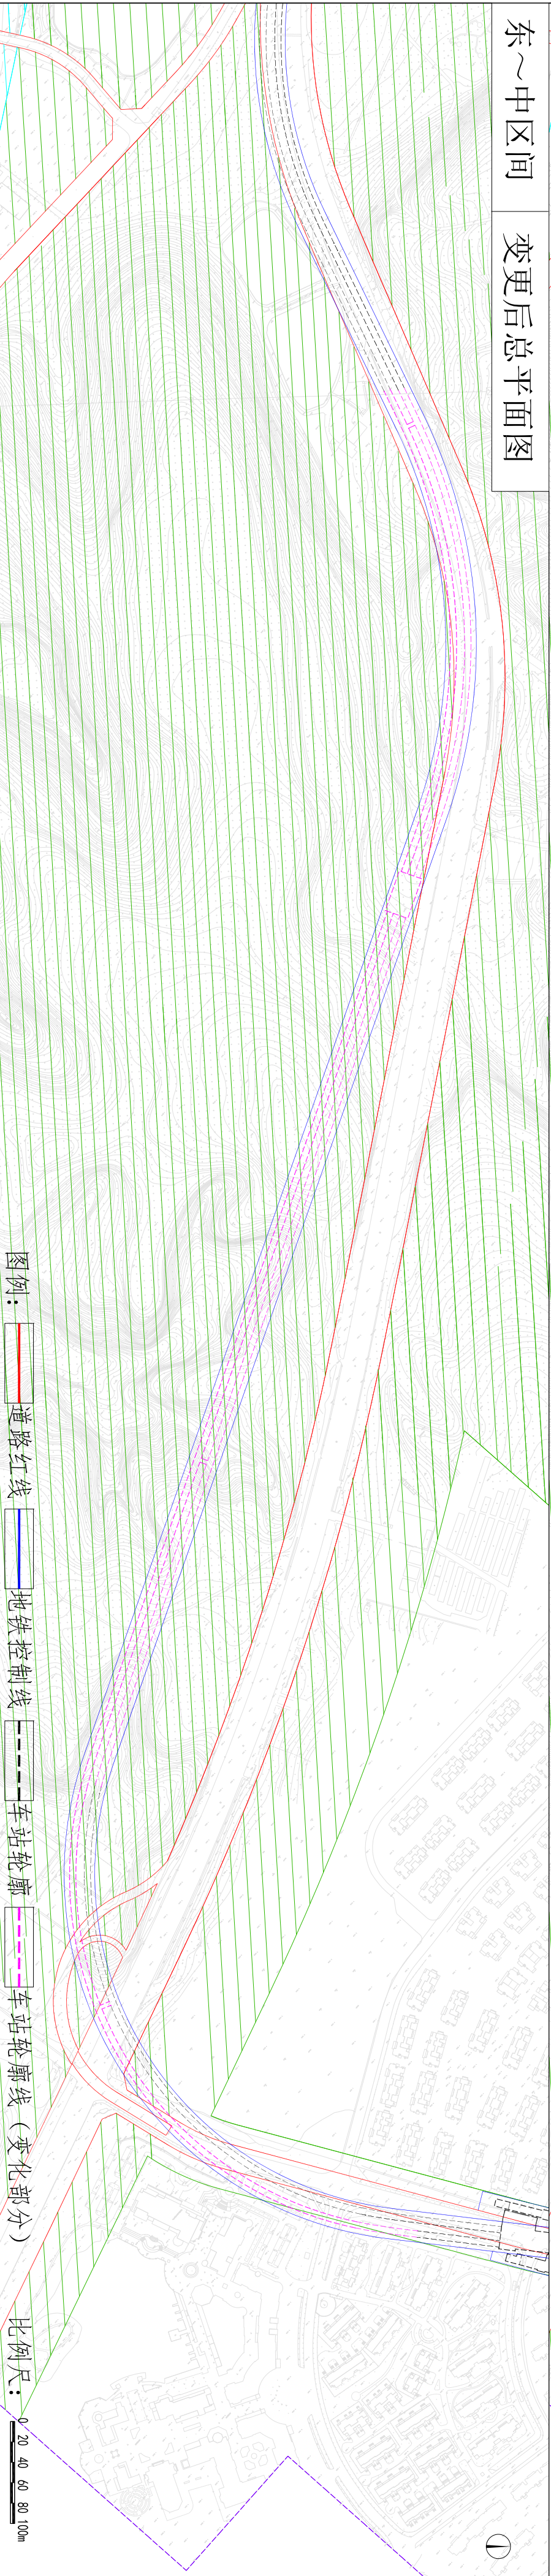 东～中区间
变更后总平面图
图例：
道路红线
地铁控制线
车站轮廓
车站轮廓线（变化部分）
比例尺：
0 20 40 60 80 100m